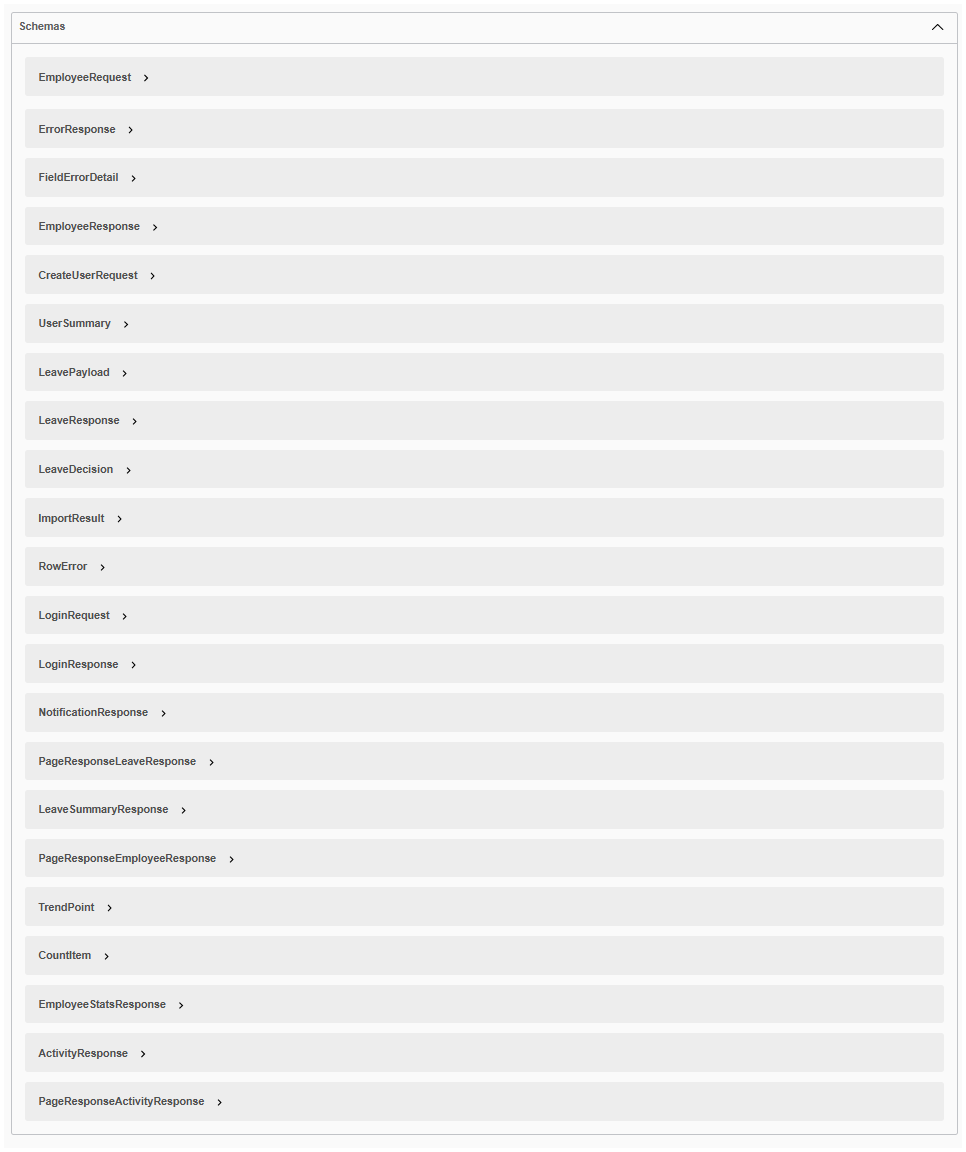 Schemas
EmployeeRequest
ErrorResponse
FieldErrorDetail
EmployeeResponse
CreateUserRequest
UserSummary
LeavePayload
LeaveResponse
LeaveDecision
ImportResult
RowError
LoginRequest
LoginResponse
NotificationResponse
PageResponseLeaveResponse
LeaveSummaryResponse
PageResponseEmployeeResponse
TrendPoint
CountItem
EmployeeStatsResponse
ActivityResponse
PageResponseActivityResponse